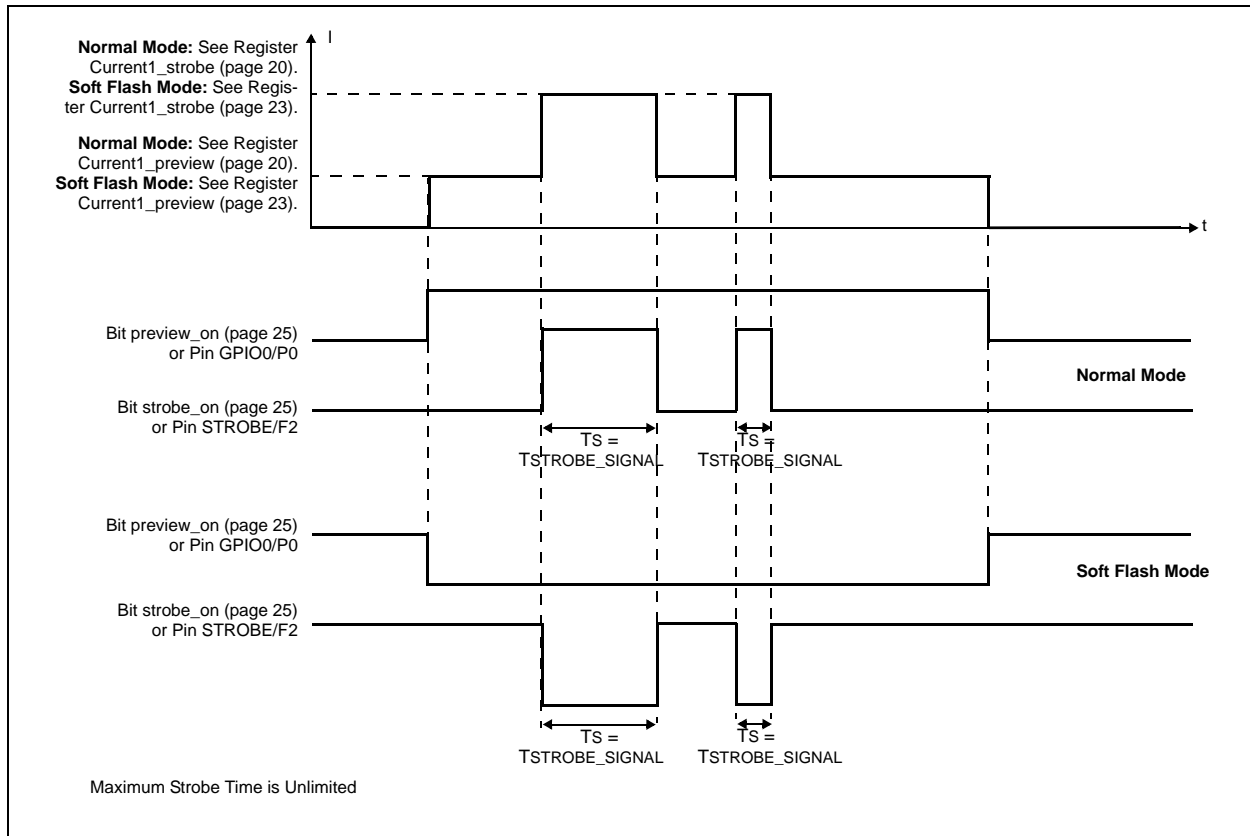 Normal Mode: See Register
Current1_strobe (page 20).
Soft Flash Mode: See Regis-
ter Current1_strobe (page 23).
I
Normal Mode: See Register
Current1_preview (page 20).
Soft Flash Mode: See Register
Current1_preview (page 23).
t
Bit preview_on (page 25)
or Pin GPIO0/P0
Normal Mode
Bit strobe_on (page 25)
or Pin STROBE/F2
TS =
TSTROBE_SIGNAL
TS =
TSTROBE_SIGNAL
Bit preview_on (page 25)
or Pin GPIO0/P0
Soft Flash Mode
Bit strobe_on (page 25)
or Pin STROBE/F2
TS =
TSTROBE_SIGNAL
TS =
TSTROBE_SIGNAL
Maximum Strobe Time is Unlimited